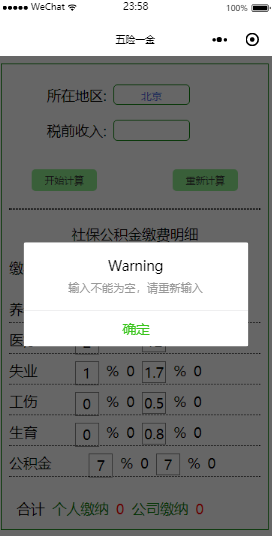 WeChat 23:58 100%
五险一金
所在地区: 北京
税前收入:
开始计算 重新计算
社保公积金缴费明细
缴
Warning
输入不能为空，请重新输入
确定
养
医
失业 1 % 0 1.7 % 0
工伤 0 % 0 0.5 % 0
生育 0 % 0 0.8 % 0
公积金 7 % 0 7 % 0
合计 个人缴纳 0 公司缴纳 0